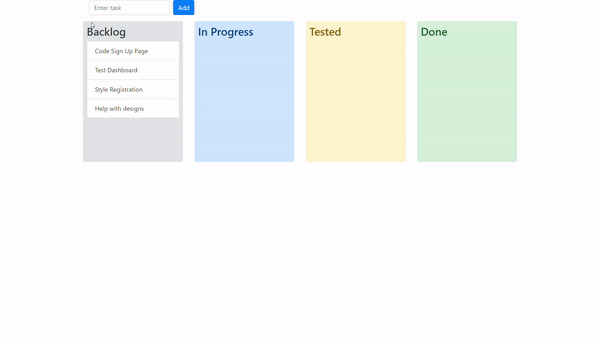 Enter task
Add
Backlog
In Progress
Tested
Done
Code Sign Up Page
Test Dashboard
Style Registration
Help with designs